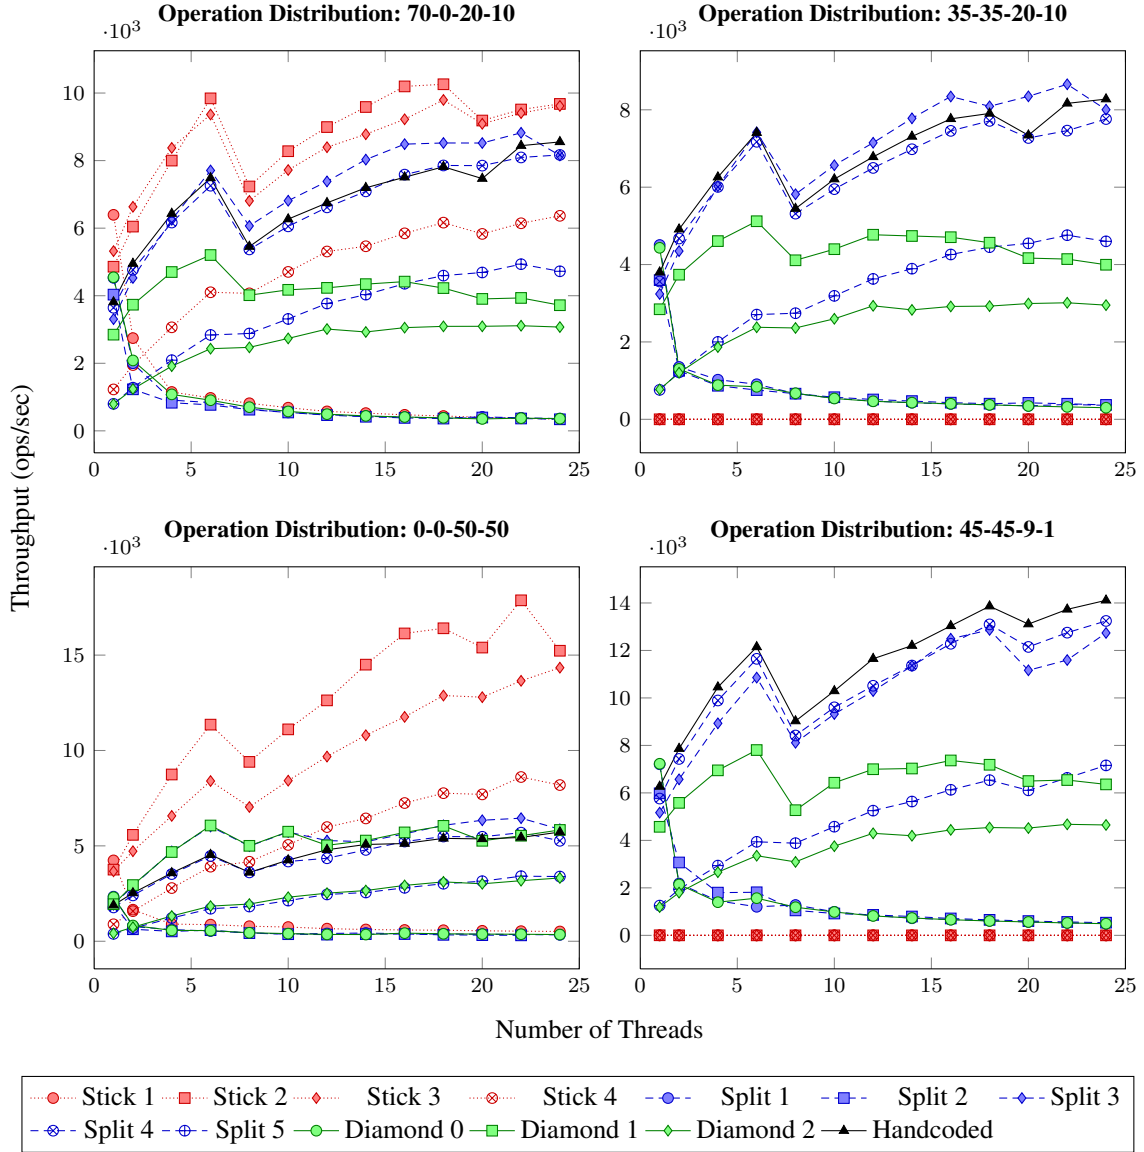 Operation Distribution: 70-0-20-10
Operation Distribution: 35-35-20-10
·10³
·10³
10
8
6
4
2
0
8
6
4
2
0
0 5 10 15 20 25
0 5 10 15 20 25
Throughput (ops/sec)
Operation Distribution: 0-0-50-50
Operation Distribution: 45-45-9-1
·10³
·10³
15
10
5
0
14
12
10
8
6
4
2
0
0 5 10 15 20 25
0 5 10 15 20 25
Number of Threads
Stick 1 Stick 2 Stick 3 Stick 4 Split 1 Split 2 Split 3
Split 4 Split 5 Diamond 0 Diamond 1 Diamond 2 Handcoded